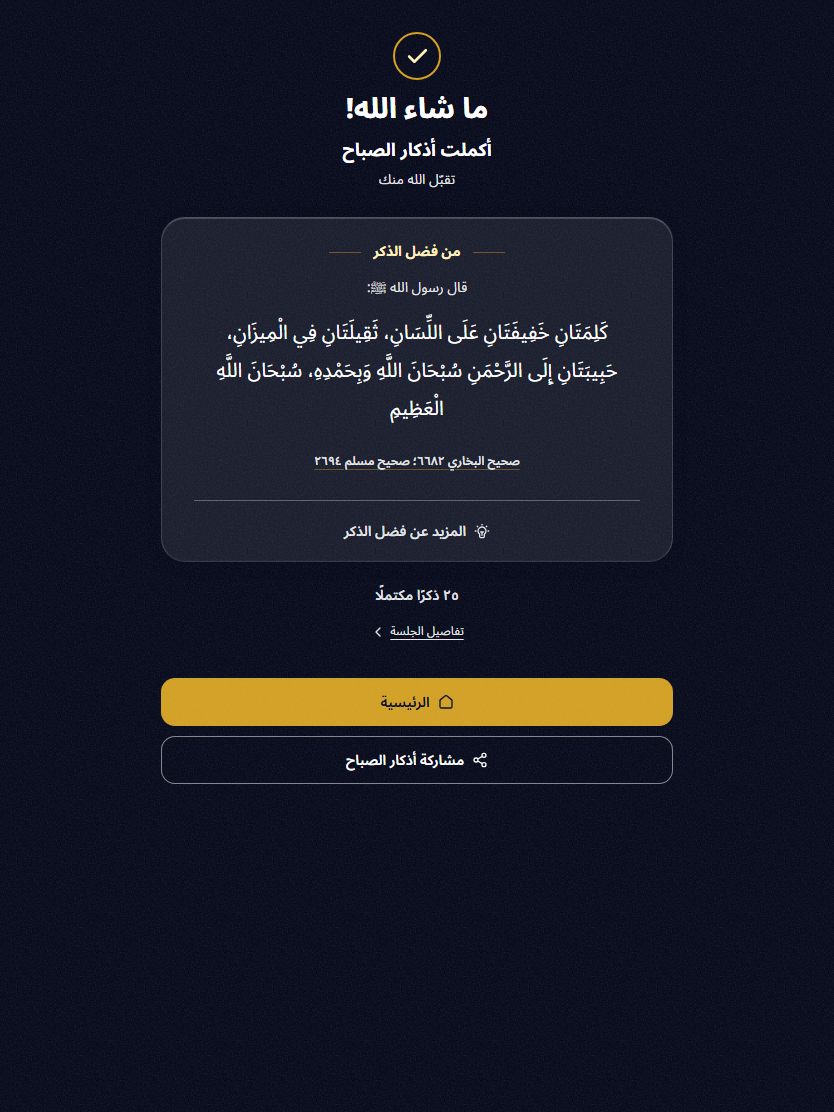 ما شاء الله!
أكملت أذكار الصباح
تقبّل الله منك
من فضل الذكر
قال رسول الله ﷺ:
كَلِمَتَانِ خَفِيفَتَانِ عَلَى اللِّسَانِ، ثَقِيلَتَانِ فِي الْمِيزَانِ،
حَبِيبَتَانِ إِلَى الرَّحْمَنِ سُبْحَانَ اللَّهِ وَبِحَمْدِهِ، سُبْحَانَ اللَّهِ
الْعَظِيمِ
صحيح البخاري ٦٦٨٢؛ صحيح مسلم ٢٦٩٤
المزيد عن فضل الذكر
٢٥ ذكرًا مكتملًا
تفاصيل الجلسة
الرئيسية
مشاركة أذكار الصباح